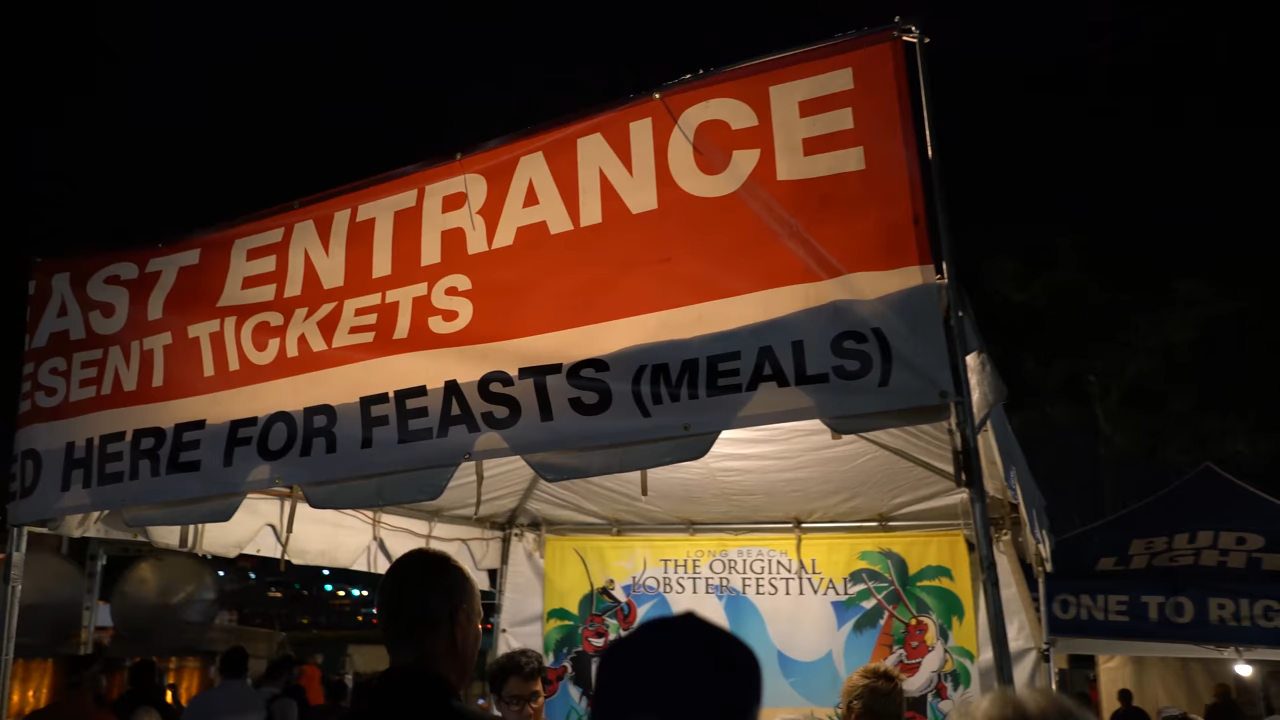 EAST ENTRANCE
ESENT TICKETS
ED HERE FOR FEASTS (MEALS)
LONG BEACH
THE ORIGINAL
LOBSTER FESTIVAL
BUD
LIGHT
ONE TO RIG